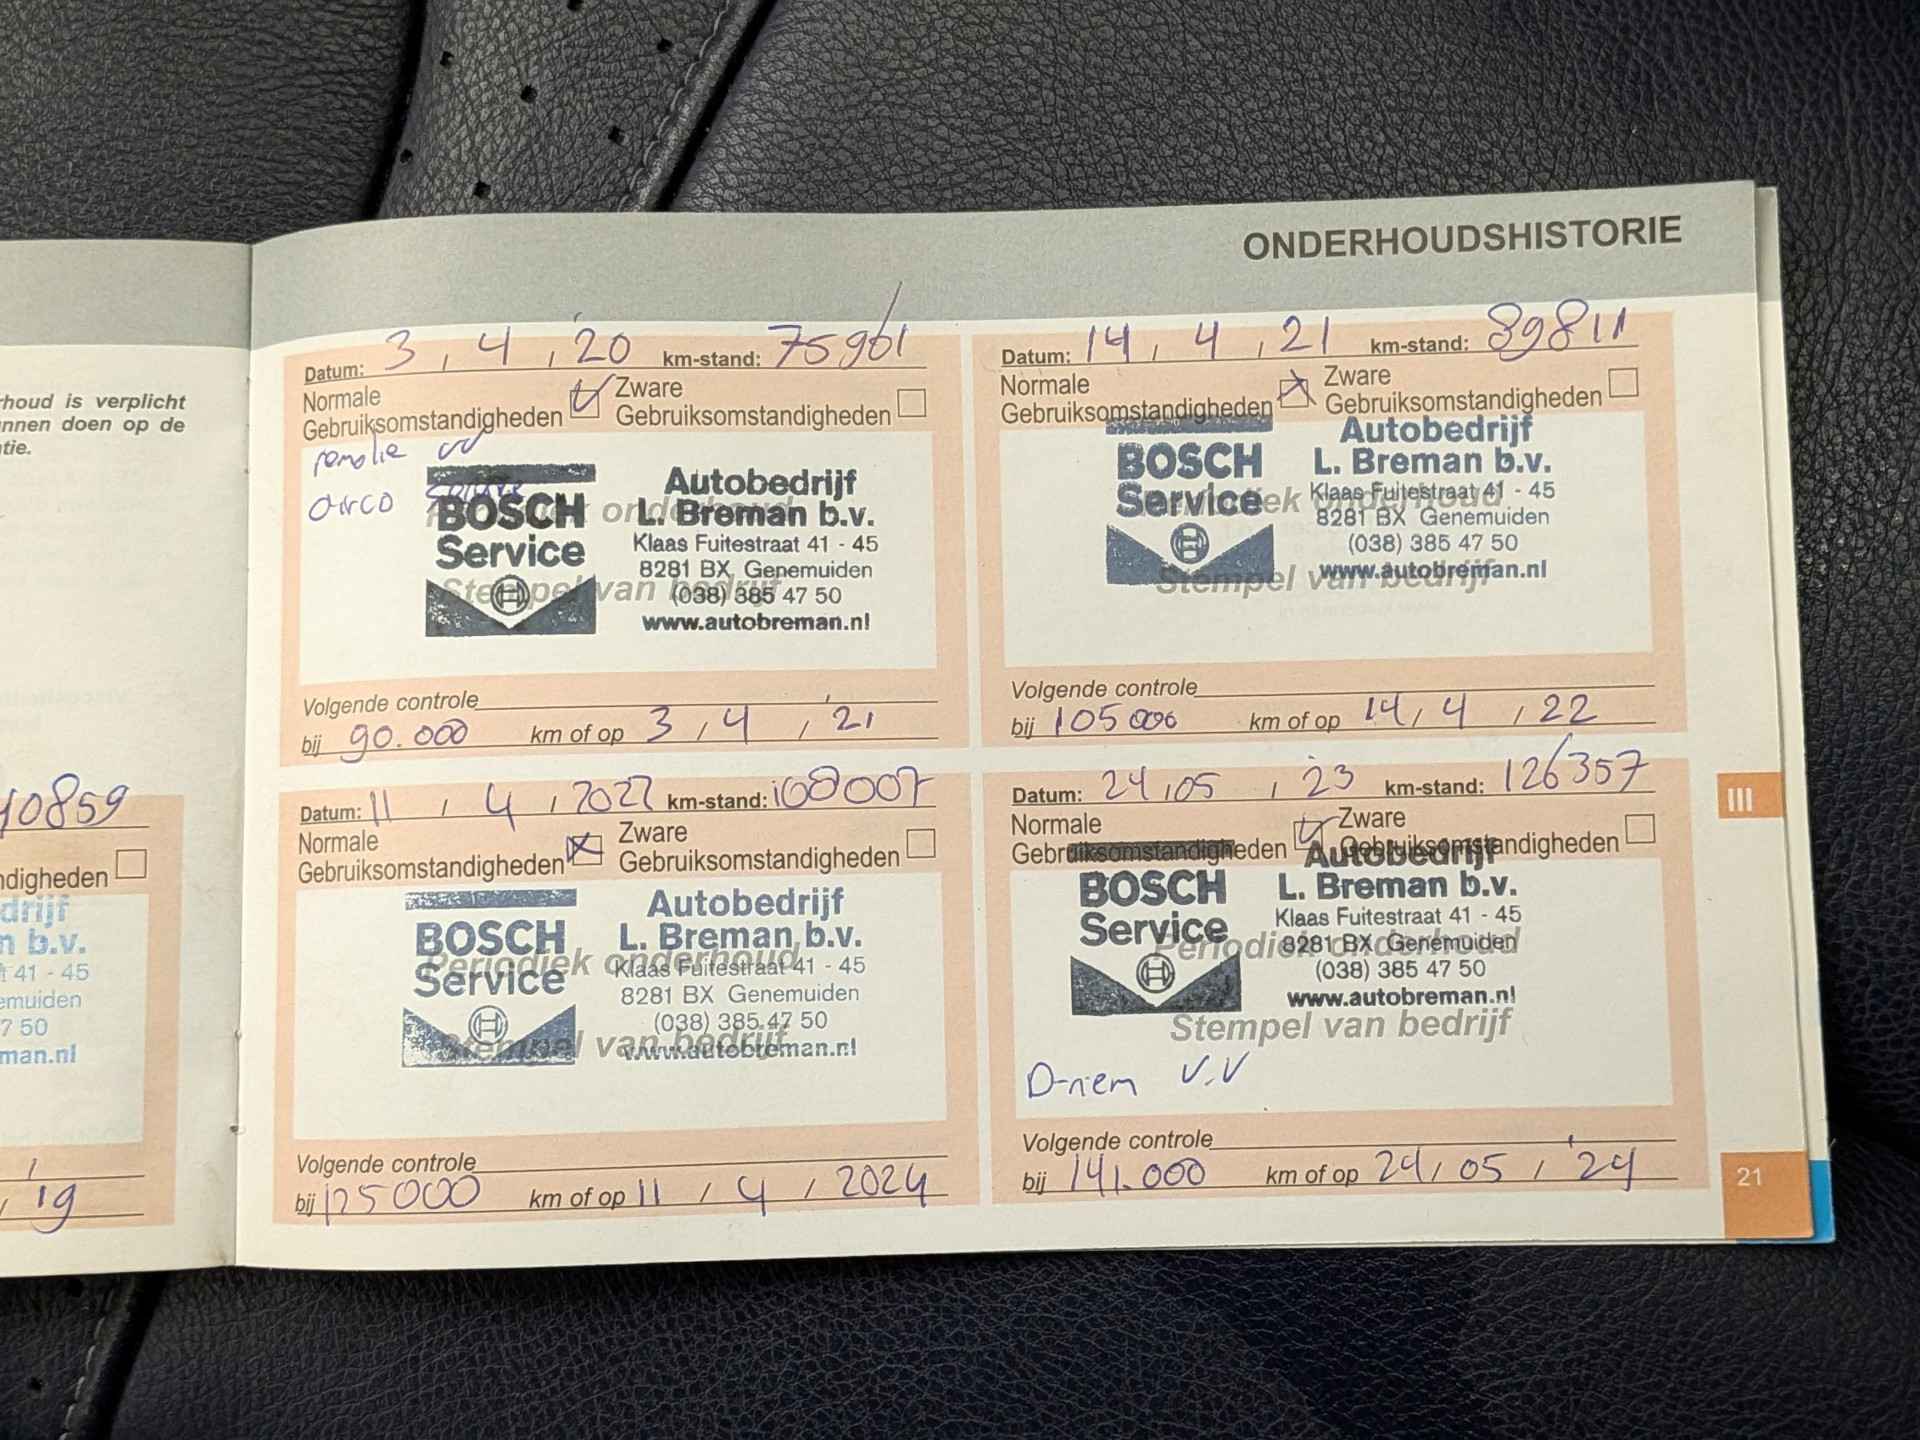 ONDERHOUDSHISTORIE
rhoud is verplicht
nnen doen op de
tie.
10859
digheden
drijf
n b.v.
t 41 - 45
emuiden
7 50
man.nl
/ 19
Datum: 3 , 4 , '20 km-stand: 75961
Normale
Gebruiksomstandigheden
Zware
Gebruiksomstandigheden
remolie vv
airco
Periodiek onderhoud
Stempel van bedrijf
BOSCH
Service
Autobedrijf
L. Breman b.v.
Klaas Fuitestraat 41 - 45
8281 BX Genemuiden
(038) 385 47 50
www.autobreman.nl
Volgende controle
bij 90.000 km of op 3 , 4 , '21
Datum: 14 , 4 , 21 km-stand: 89811
Normale
Gebruiksomstandigheden
Zware
Gebruiksomstandigheden
Periodiek onderhoud
Stempel van bedrijf
BOSCH
Service
Autobedrijf
L. Breman b.v.
Klaas Fuitestraat 41 - 45
8281 BX Genemuiden
(038) 385 47 50
www.autobreman.nl
Volgende controle
bij 105000 km of op 14, 4 , 22
Datum: 11 , 4 , 2022 km-stand: 108007
Normale
Gebruiksomstandigheden
Zware
Gebruiksomstandigheden
Periodiek onderhoud
Stempel van bedrijf
BOSCH
Service
Autobedrijf
L. Breman b.v.
Klaas Fuitestraat 41 - 45
8281 BX Genemuiden
(038) 385 47 50
www.autobreman.nl
Volgende controle
bij 125000 km of op 11 , 4 , 2024
Datum: 24,05 , '23 km-stand: 126357
Normale
Gebruiksomstandigheden
Zware
Gebruiksomstandigheden
Periodiek onderhoud
Stempel van bedrijf
BOSCH
Service
Autobedrijf
L. Breman b.v.
Klaas Fuitestraat 41 - 45
8281 BX Genemuiden
(038) 385 47 50
www.autobreman.nl
D-riem V.V
Volgende controle
bij 141.000 km of op 24, 05 , '24
III
21